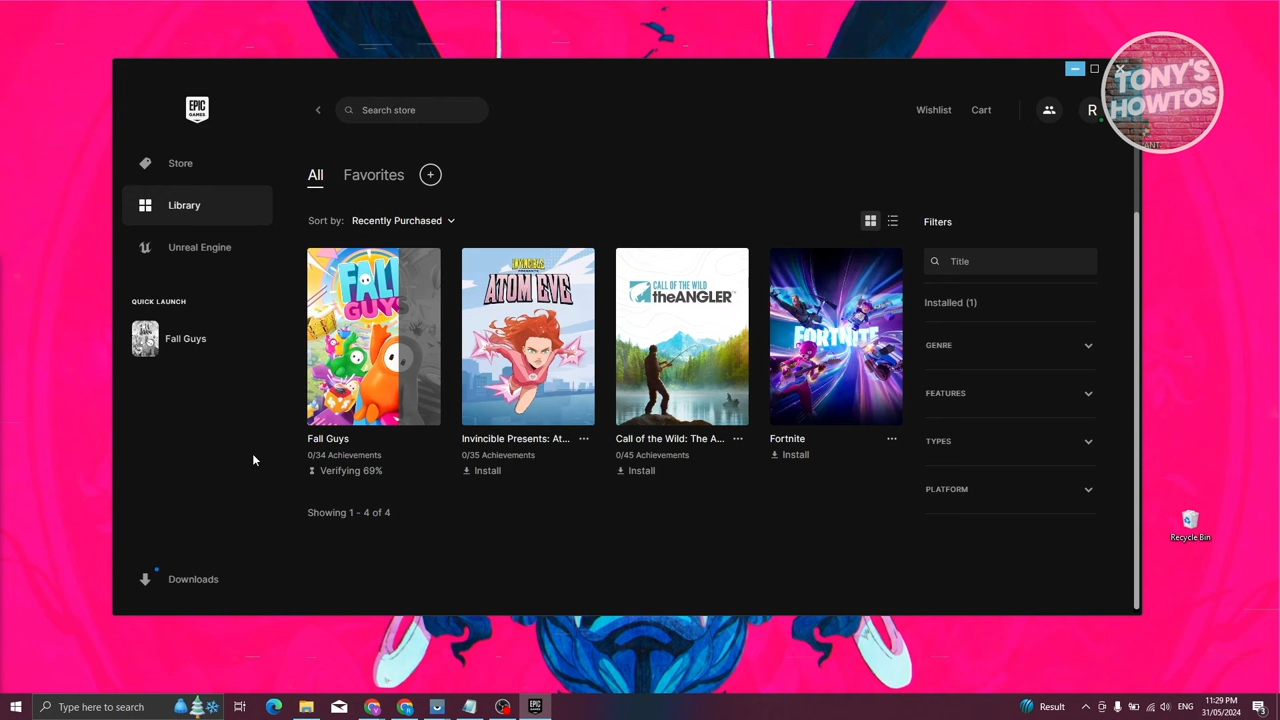 TONY'S
HOWTOS
EPIC
GAMES
Search store
Wishlist
Cart
R
Store
Library
Unreal Engine
QUICK LAUNCH
Fall Guys
Downloads
All
Favorites
Sort by: Recently Purchased
FALL
GUYS
INVINCIBLE
PRESENTS:
ATOM EVE
CALL OF THE WILD
theANGLER™
FORTNITE
Fall Guys
0/34 Achievements
Verifying 69%
Invincible Presents: At...
0/35 Achievements
Install
Call of the Wild: The A...
0/45 Achievements
Install
Fortnite
Install
Showing 1 - 4 of 4
Filters
Title
Installed (1)
GENRE
FEATURES
TYPES
PLATFORM
Recycle Bin
Type here to search
Result
ENG
11:29 PM
31/05/2024
3